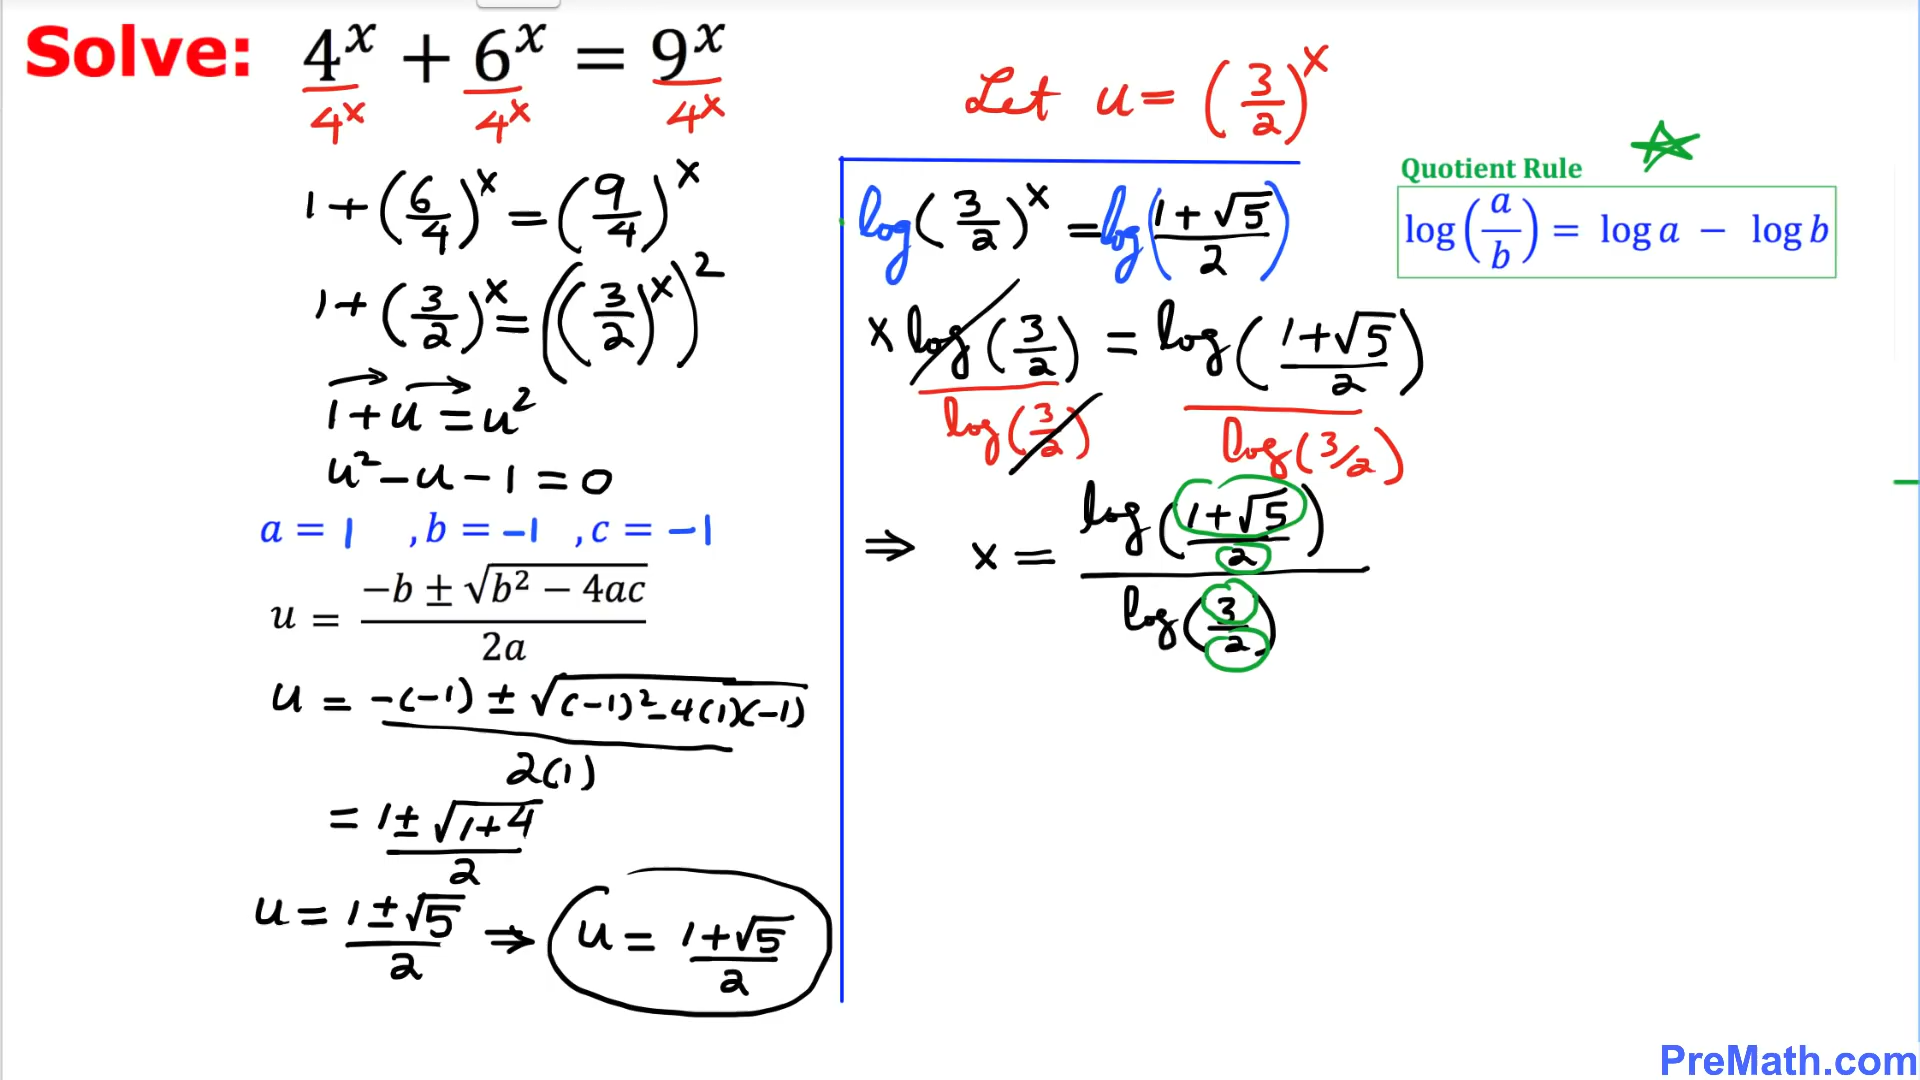 Solve: 4^x + 6^x = 9^x
4^x 4^x 4^x
1 + (6/4)^x = (9/4)^x
1 + (3/2)^x = ((3/2)^x)^2
1 + u = u^2
u^2 - u - 1 = 0
a = 1 , b = -1 , c = -1
u = (-b ± √(b² - 4ac)) / 2a
u = (-(-1) ± √((-1)^2 - 4(1)(-1))) / 2(1)
= (1 ± √(1+4)) / 2
u = (1 ± √5) / 2 ⇒ u = (1 + √5) / 2
Let u = (3/2)^x
log(3/2)^x = log((1 + √5) / 2)
x log(3/2) = log((1 + √5) / 2)
log(3/2) log(3/2)
⇒ x = log((1 + √5) / 2) / log(3/2)
Quotient Rule
log(a/b) = log a − log b
PreMath.com